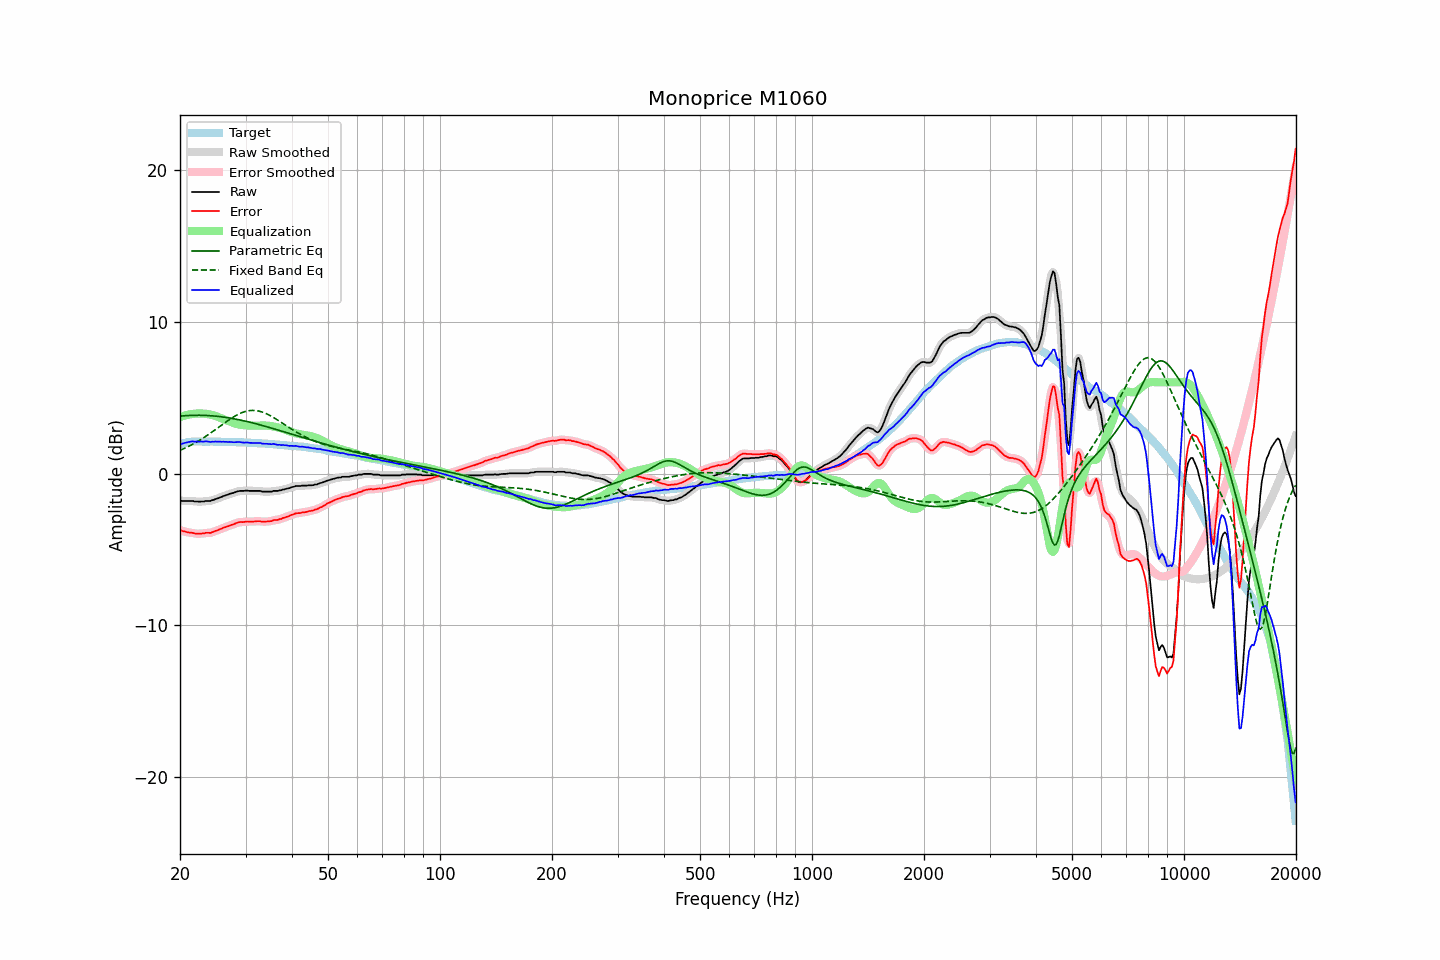 Monoprice M1060
Target
Raw Smoothed
Error Smoothed
Raw
Error
Equalization
Parametric Eq
Fixed Band Eq
Equalized
20
10
0
−10
−20
Amplitude (dBr)
20
50
100
200
500
1000
2000
5000
10000
20000
Frequency (Hz)